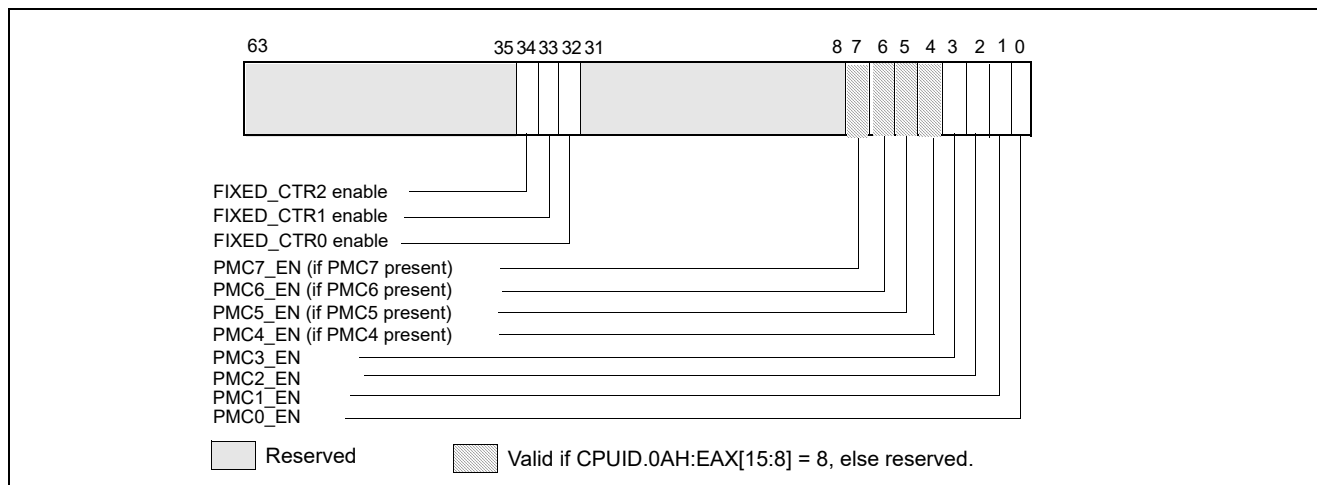 63 35 34 33 32 31 8 7 6 5 4 3 2 1 0
FIXED_CTR2 enable
FIXED_CTR1 enable
FIXED_CTR0 enable
PMC7_EN (if PMC7 present)
PMC6_EN (if PMC6 present)
PMC5_EN (if PMC5 present)
PMC4_EN (if PMC4 present)
PMC3_EN
PMC2_EN
PMC1_EN
PMC0_EN
Reserved
Valid if CPUID.0AH:EAX[15:8] = 8, else reserved.